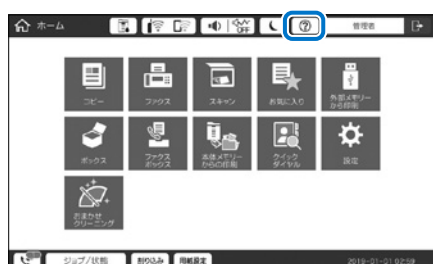 ホーム
OFF
?
管理者
コピー
ファクス
スキャン
お気に入り
外部メモリー
から印刷
ボックス
ファクス
ボックス
本体メモリー
からの印刷
クイック
ダイヤル
設定
おまかせ
クリーニング
ジョブ/状態
割り込み
用紙設定
2019-01-01 02:59